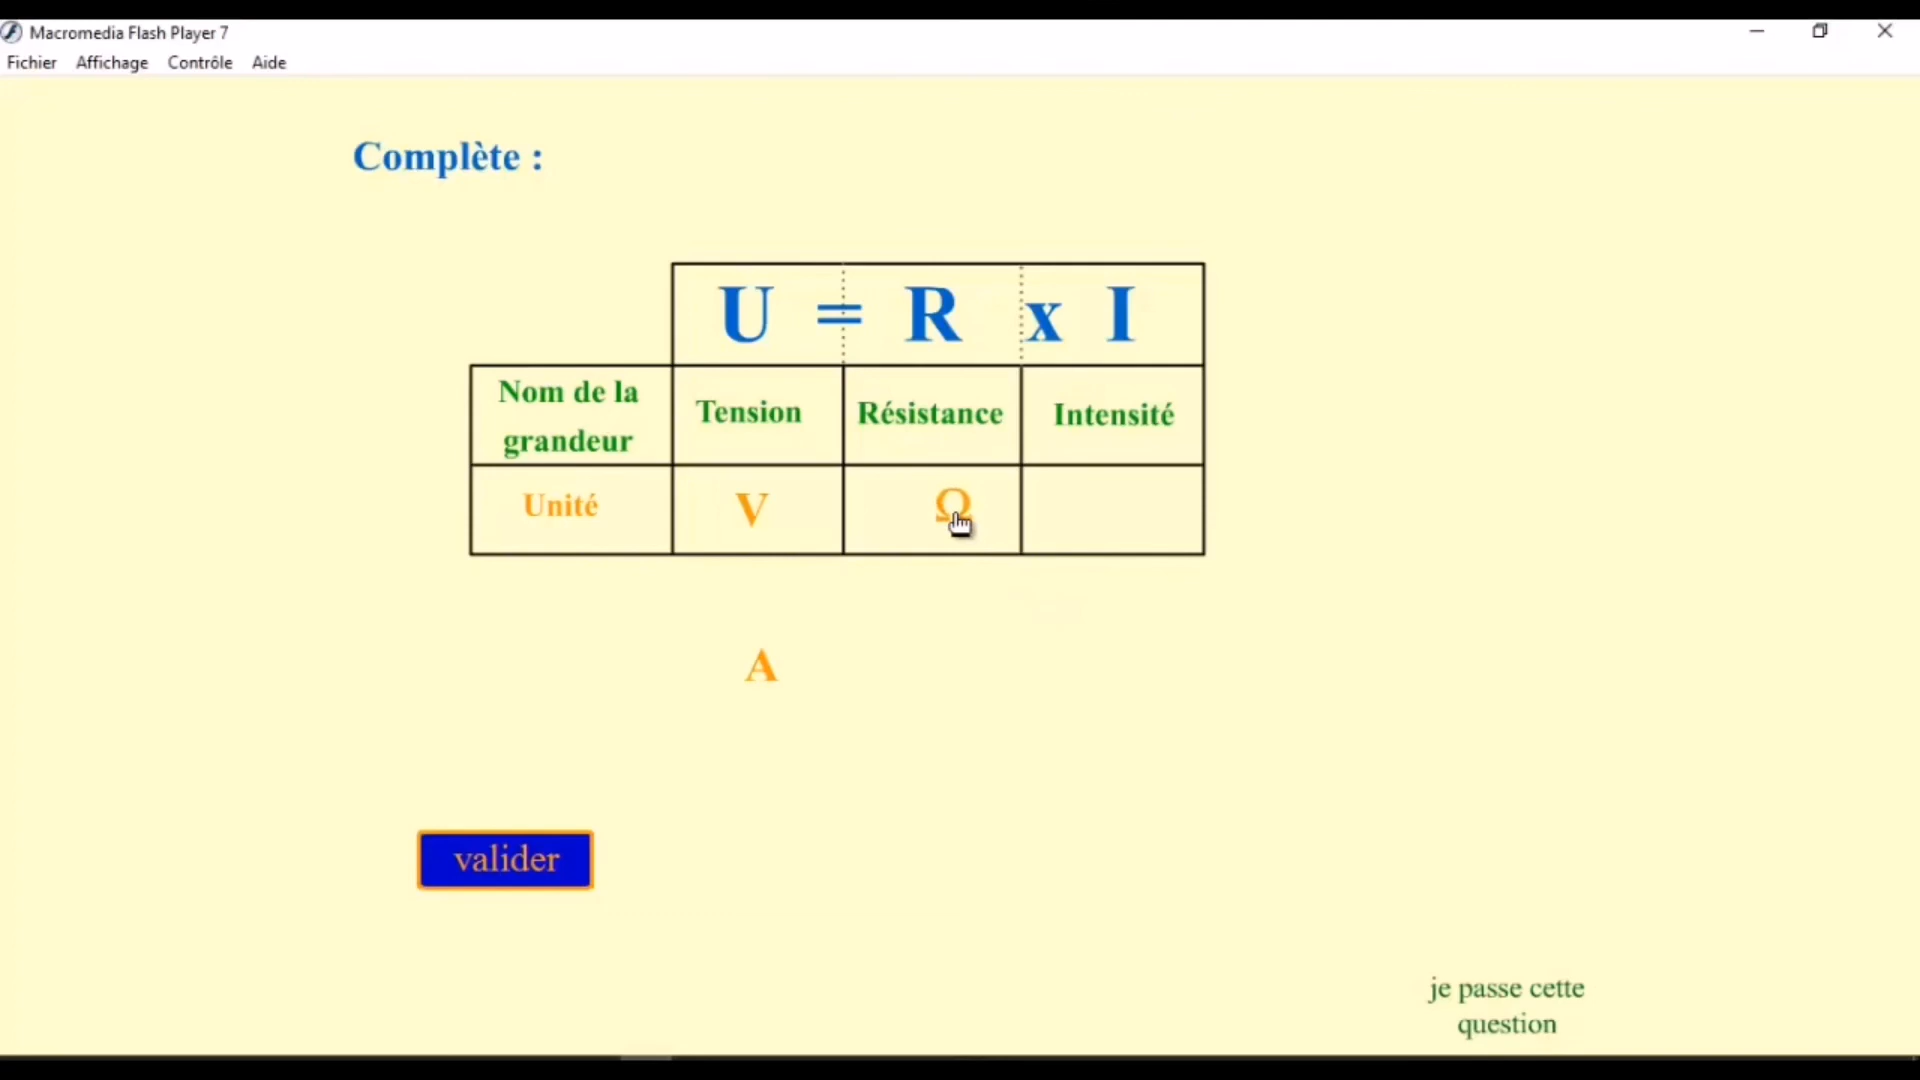 Macromedia Flash Player 7
Fichier Affichage Contrôle Aide
Complète :
U = R x I
Nom de la
grandeur
Tension
Résistance
Intensité
Unité
V
Ω
A
valider
je passe cette
question